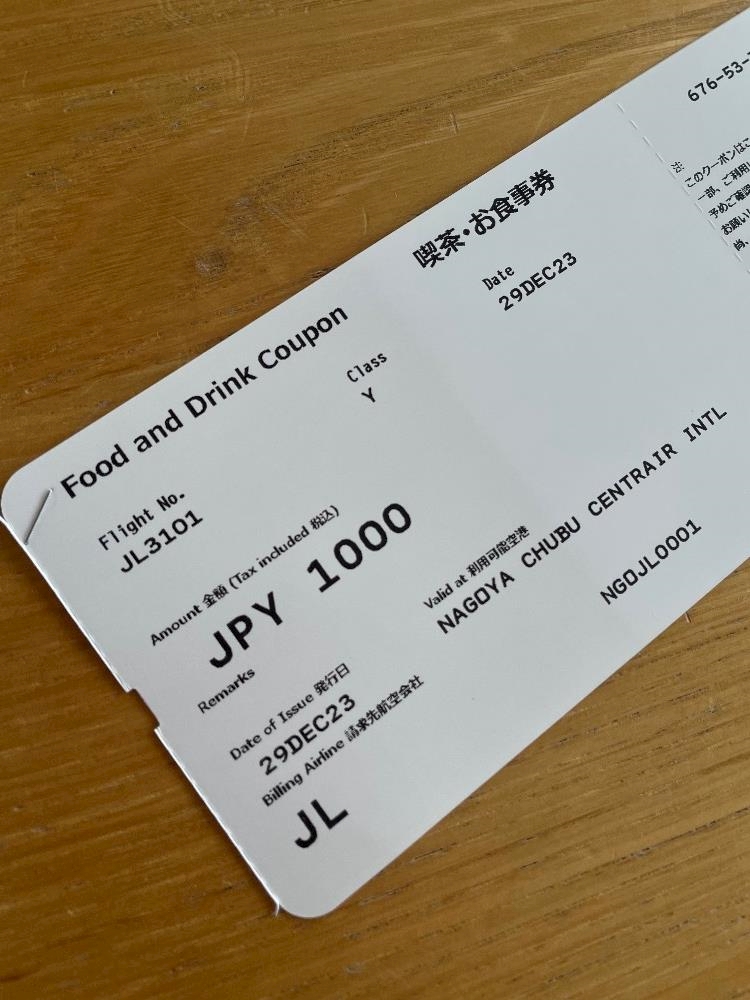 Food and Drink Coupon
喫茶・お食事券
Flight No.
JL3101
Class
Y
Date
29DEC23
Amount 金額 (Tax included 税込)
JPY 1000
Remarks
Valid at 利用可能空港
NAGOYA CHUBU CENTRAIR INTL
NGOJL0001
Date of Issue 発行日
29DEC23
Billing Airline 請求先航空会社
JL
676-53-
注:
このクーポンはこ
一部、ご利用
予めご確認
お願い
尚、